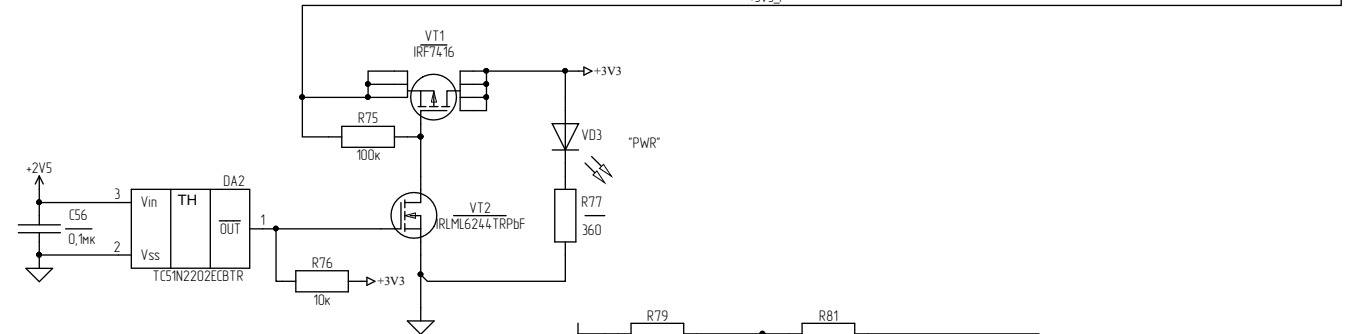 VT1
IRF7416
+3V3
R75
100к
VD3
"PWR"
+2V5
DA2
3
Vin
TH
C56
0,1мк
OUT
1
VT2
IRLML6244TRPbF
R77
360
2
Vss
TC51N2202ECBTR
R76
+3V3
10к
R79
R81